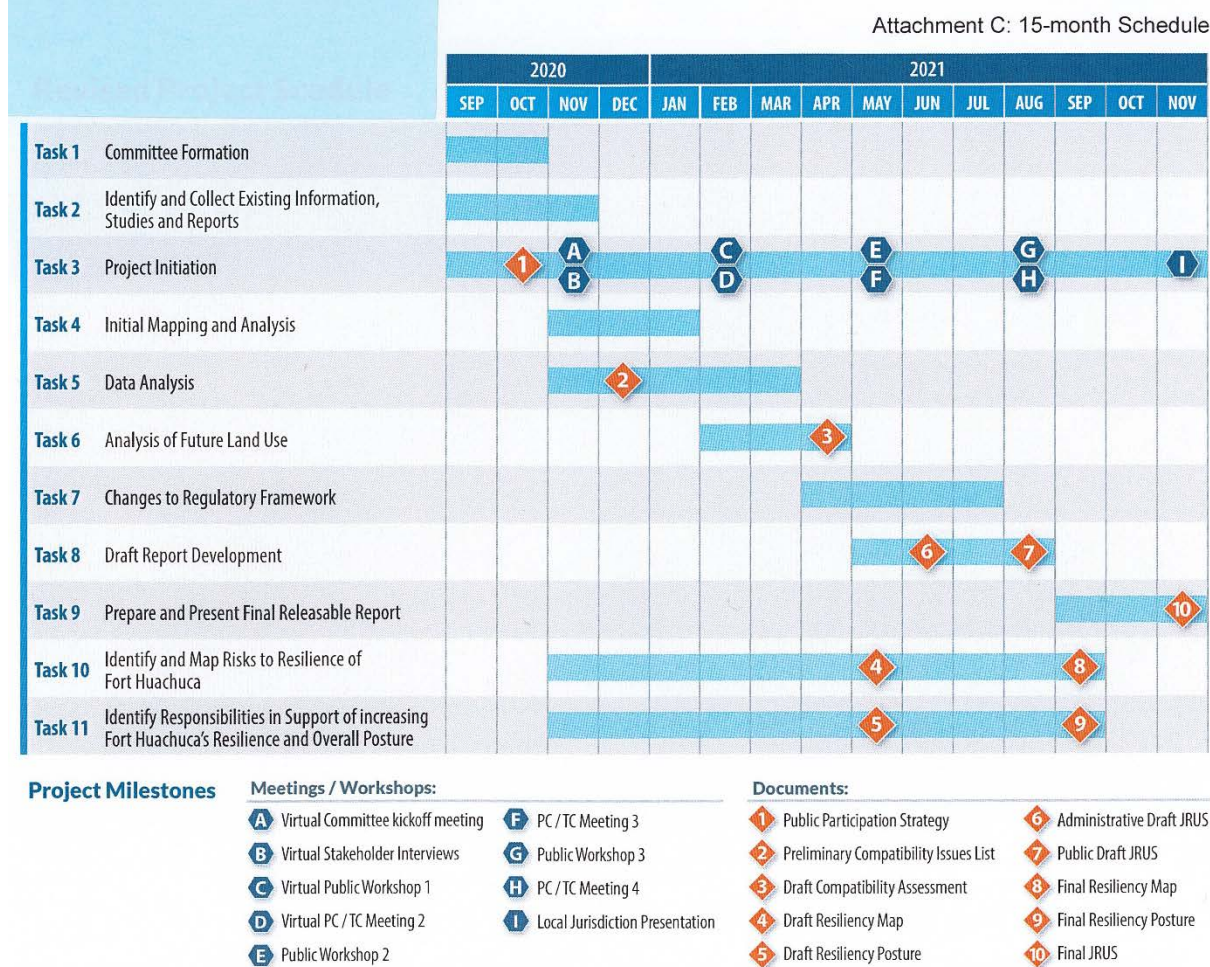 Attachment C: 15-month Schedule
2020 2021
SEP OCT NOV DEC JAN FEB MAR APR MAY JUN JUL AUG SEP OCT NOV
Task 1 Committee Formation
Task 2 Identify and Collect Existing Information,
Studies and Reports
Task 3 Project Initiation
1 A B C D E F G H I
Task 4 Initial Mapping and Analysis
Task 5 Data Analysis
2
Task 6 Analysis of Future Land Use
3
Task 7 Changes to Regulatory Framework
Task 8 Draft Report Development
6 7
Task 9 Prepare and Present Final Releasable Report
10
Task 10 Identify and Map Risks to Resilience of
Fort Huachuca
4 8
Task 11 Identify Responsibilities in Support of increasing
Fort Huachuca's Resilience and Overall Posture
5 9
Project Milestones
Meetings / Workshops:
A Virtual Committee kickoff meeting
B Virtual Stakeholder Interviews
C Virtual Public Workshop 1
D Virtual PC / TC Meeting 2
E Public Workshop 2
F PC / TC Meeting 3
G Public Workshop 3
H PC / TC Meeting 4
I Local Jurisdiction Presentation
Documents:
1 Public Participation Strategy
2 Preliminary Compatibility Issues List
3 Draft Compatibility Assessment
4 Draft Resiliency Map
5 Draft Resiliency Posture
6 Administrative Draft JRUS
7 Public Draft JRUS
8 Final Resiliency Map
9 Final Resiliency Posture
10 Final JRUS